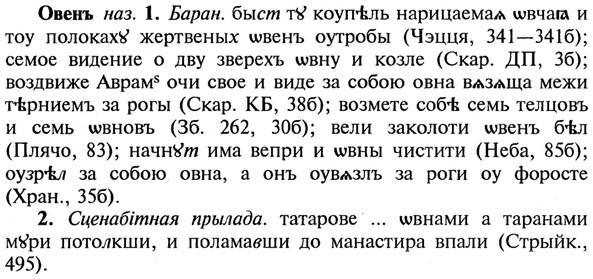 Овенъ наз. 1. Баран. быст тꙋ коупѣль нарицаемаѧ ѡвчаꙗ и
тоу полокахꙋ жертвеных ѡвенъ оутробы (Чэцця, 341—341б);
семое видение о дву зверехъ ѡвну и козле (Скар. ДП, 3б);
воздвиже Аврамѕ очи свое и виде за собою овна вѧзѧща межи
тѣрниемъ за рогы (Скар. КБ, 38б); возмете собѣ семь телцовъ
и семь ѡвновъ (Зб. 262, 30б); вели заколоти ѡвенъ бѣл
(Плячо, 83); начнꙋт има вепри и ѡвны чистити (Неба, 85б);
оузрѣл за собою овна, а онъ оувѧзлъ за роги оу форосте
(Хран., 35б).
2. Сценабітная прылада. татарове ... ѡвнами а таранами
мꙋри потолкши, и поламавши до манастира впали (Стрыйк.,
495).